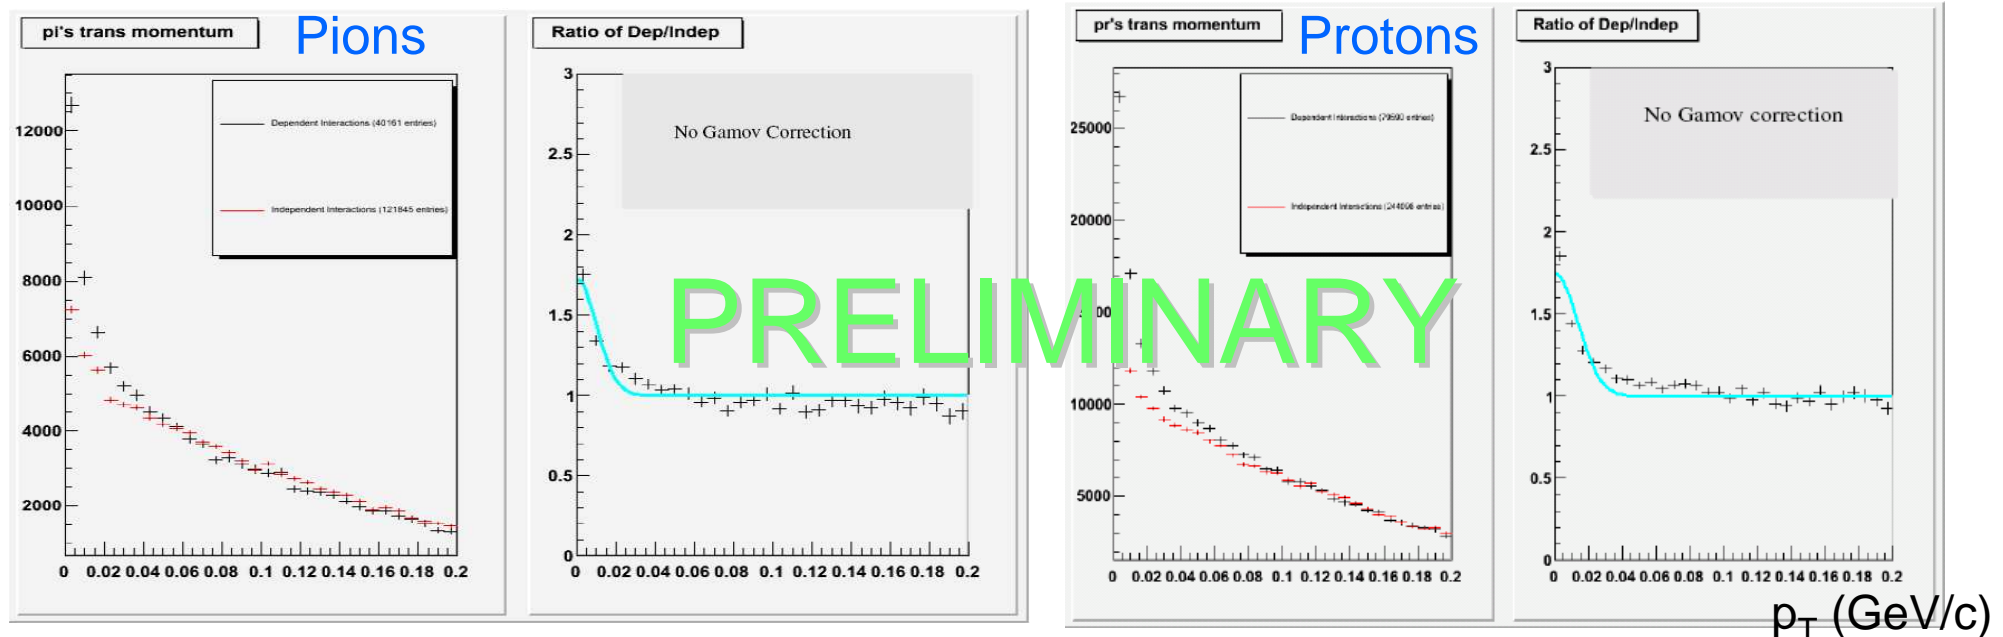 pi's trans momentum
Pions
12000
10000
8000
6000
4000
2000
Dependent Interactions (40161 entries)
Independent Interactions (121845 entries)
0 0.02 0.04 0.06 0.08 0.1 0.12 0.14 0.16 0.18 0.2
Ratio of Dep/Indep
No Gamov Correction
3
2.5
2
1.5
1
0.5
0
0 0.02 0.04 0.06 0.08 0.1 0.12 0.14 0.16 0.18 0.2
PRELIMINARY
pr's trans momentum
Protons
25000
20000
10000
5000
Dependent Interactions
Independent Interactions
0 0.02 0.04 0.06 0.08 0.1 0.12 0.14 0.16 0.18 0.2
Ratio of Dep/Indep
No Gamov correction
3
2.5
2
1.5
1
0.5
0
0 0.02 0.04 0.06 0.08 0.1 0.12 0.14 0.16 0.18 0.2
pT (GeV/c)